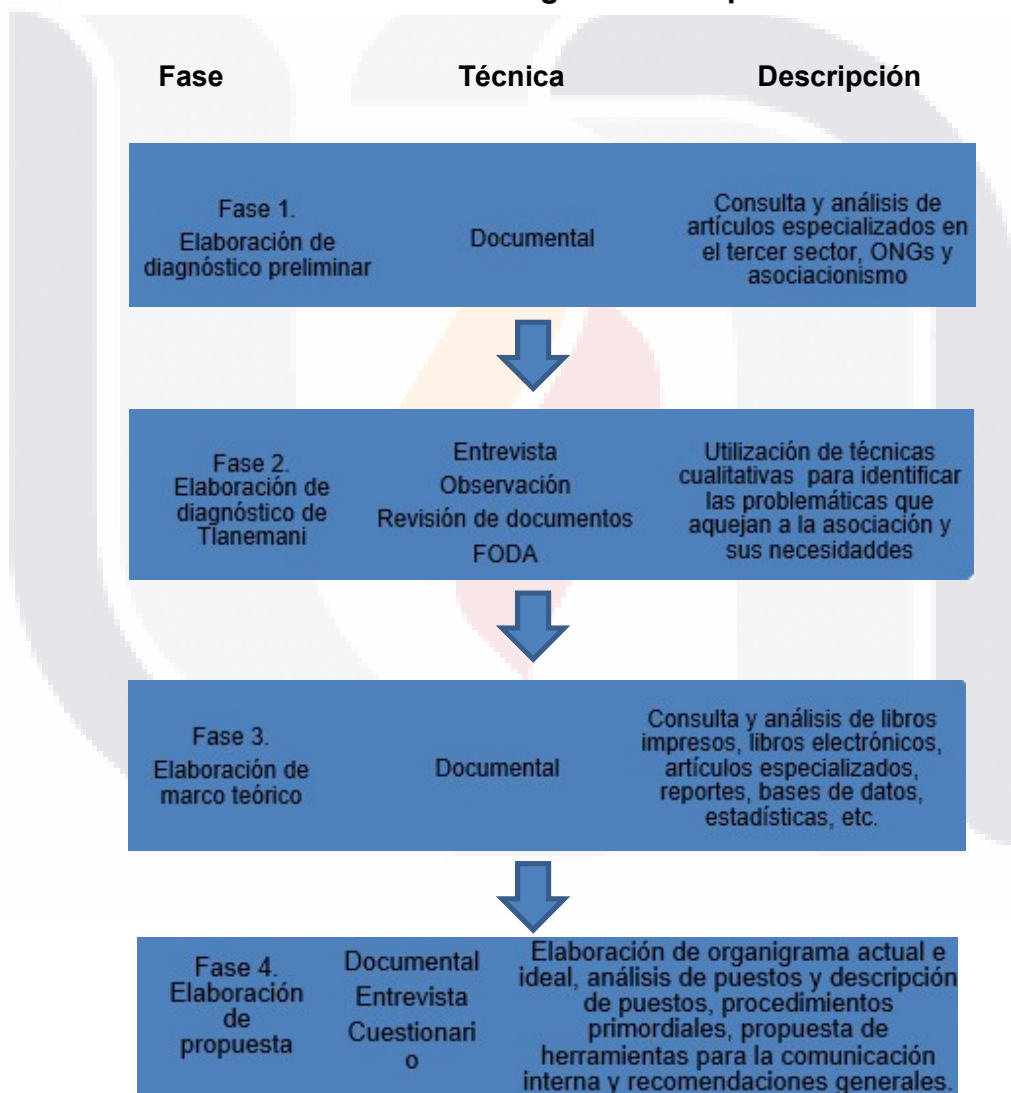 Fase Técnica Descripción
Fase 1.
Elaboración de
diagnóstico preliminar
Documental
Consulta y análisis de
artículos especializados en
el tercer sector, ONGs y
asociacionismo
Fase 2.
Elaboración de
diagnóstico de
Tlanemani
Entrevista
Observación
Revisión de documentos
FODA
Utilización de técnicas
cualitativas para identificar
las problemáticas que
aquejan a la asociación y
sus necesidaddes
Fase 3.
Elaboración de
marco teórico
Documental
Consulta y análisis de libros
impresos, libros electrónicos,
artículos especializados,
reportes, bases de datos,
estadísticas, etc.
Fase 4.
Elaboración
de
propuesta
Documental
Entrevista
Cuestionari
o
Elaboración de organigrama actual e
ideal, análisis de puestos y descripción
de puestos, procedimientos
primordiales, propuesta de
herramientas para la comunicación
interna y recomendaciones generales.